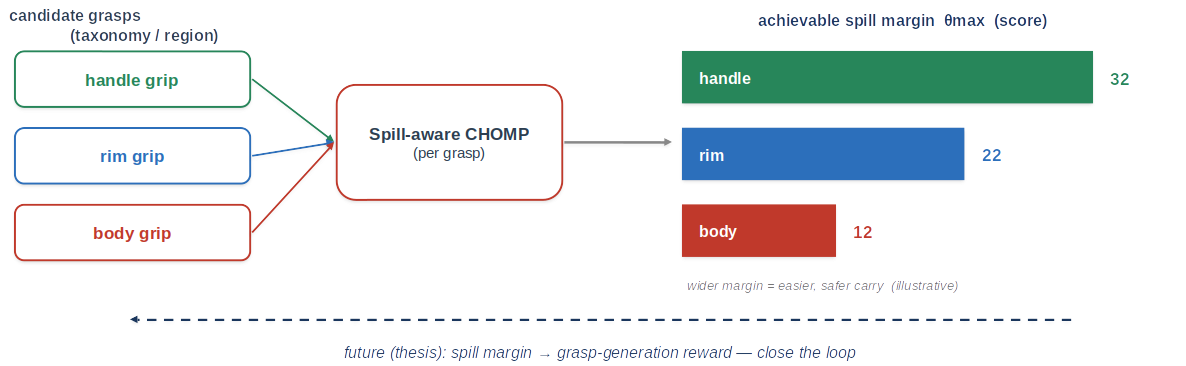 candidate grasps
(taxonomy / region)
handle grip
rim grip
body grip
Spill-aware CHOMP
(per grasp)
achievable spill margin θmax (score)
handle
32
rim
22
body
12
wider margin = easier, safer carry (illustrative)
future (thesis): spill margin → grasp-generation reward — close the loop